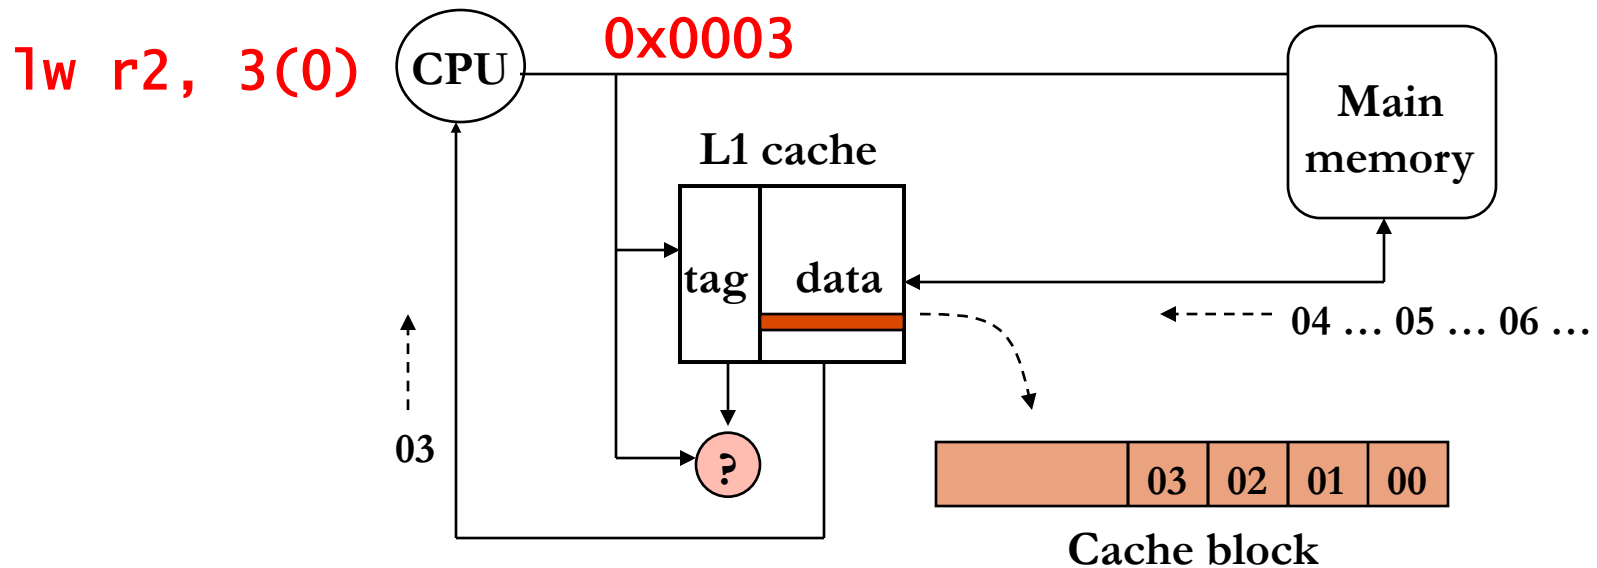 lw r2, 3(0)
CPU
0x0003
Main
memory
L1 cache
tag
data
04 ... 05 ... 06 ...
03
?
03 02 01 00
Cache block